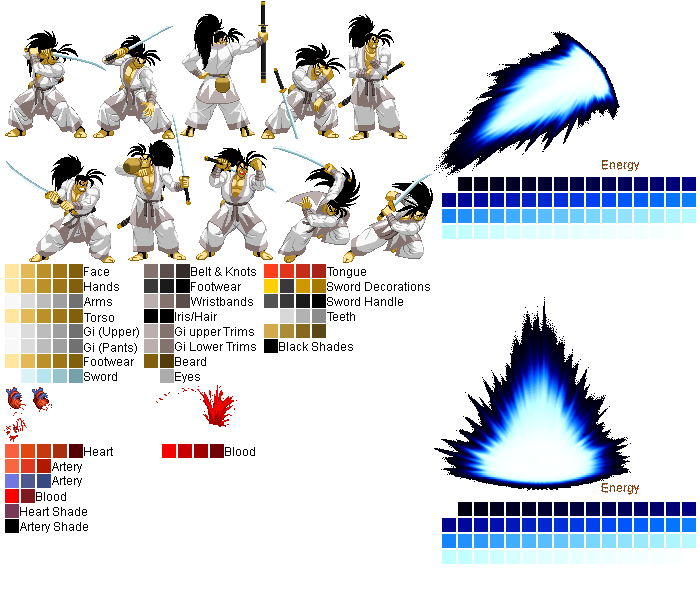 Energy
Face
Hands
Arms
Torso
Gi (Upper)
Gi (Pants)
Footwear
Sword
Belt & Knots
Footwear
Wristbands
Iris/Hair
Gi upper Trims
Gi Lower Trims
Beard
Eyes
Tongue
Sword Decorations
Sword Handle
Teeth
Black Shades
Heart
Artery
Artery
Blood
Heart Shade
Artery Shade
Blood
Energy